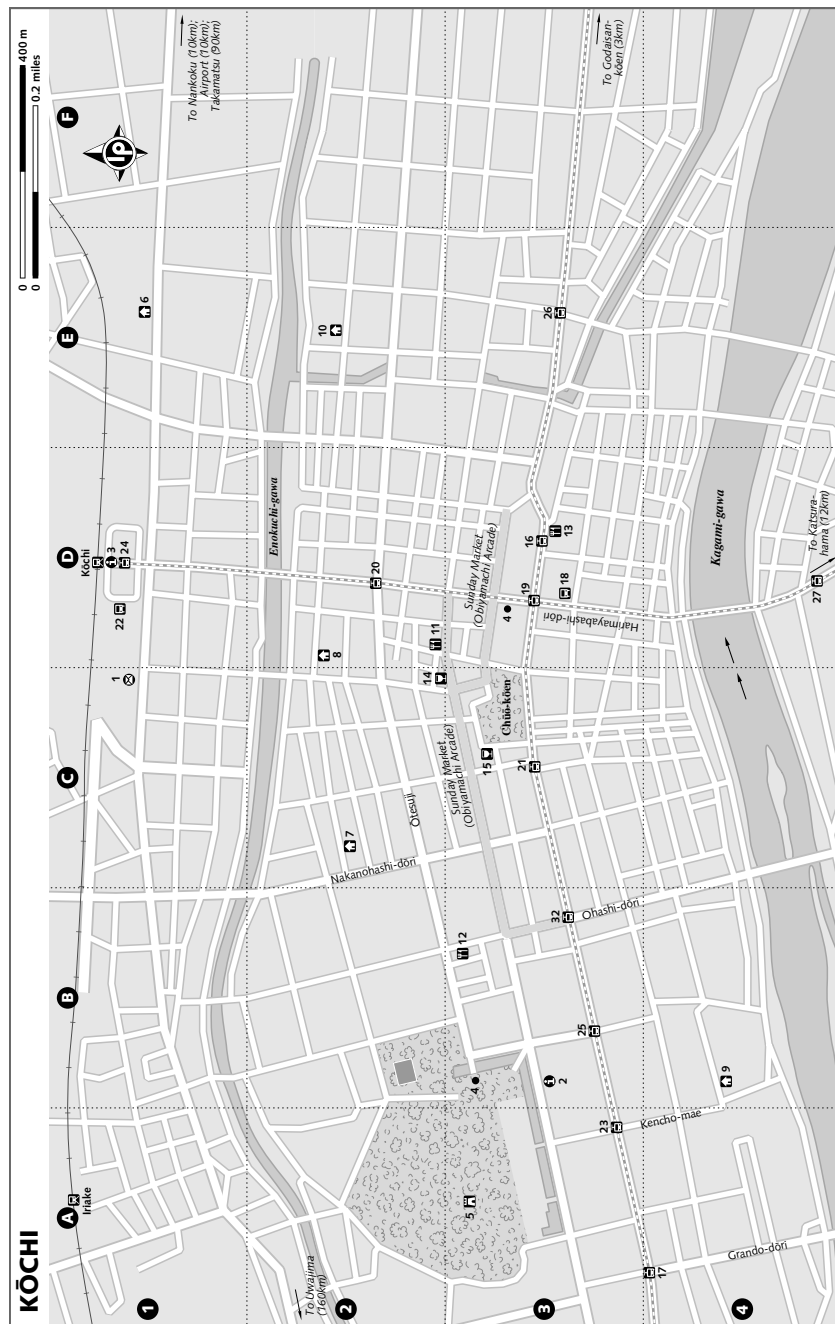 KŌCHI
0 400 m
0 0.2 miles
A
B
C
D
E
F
1
2
3
4
lp
To Nankoku (10km);
Airport (10km);
Takamatsu (90km)
Iriake
Kōchi
1
22
3
24
6
To Uwajima
(160km)
Enokuchi-gawa
Nakanohashi-dōri
7
Otesuji
8
20
10
14
11
12
Sunday Market
(Obiyamachi Arcade)
Sunday Market
(Obiyamachi Arcade)
4
5
2
15
Chūō-kōen
4
21
19
16
13
18
26
32
25
23
17
To Godaisan-
kōen (3km)
Ohashi-dōri
Harimayabashi-dōri
Kencho-mae
Grando-dōri
9
Kagami-gawa
27
To Katsura-
hama (12km)